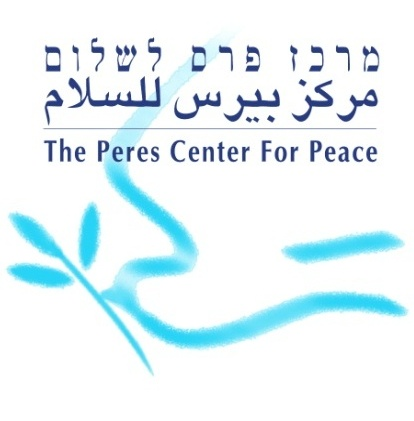 מרכז פרס לשלום
مركز بيرس للسلام
The Peres Center For Peace